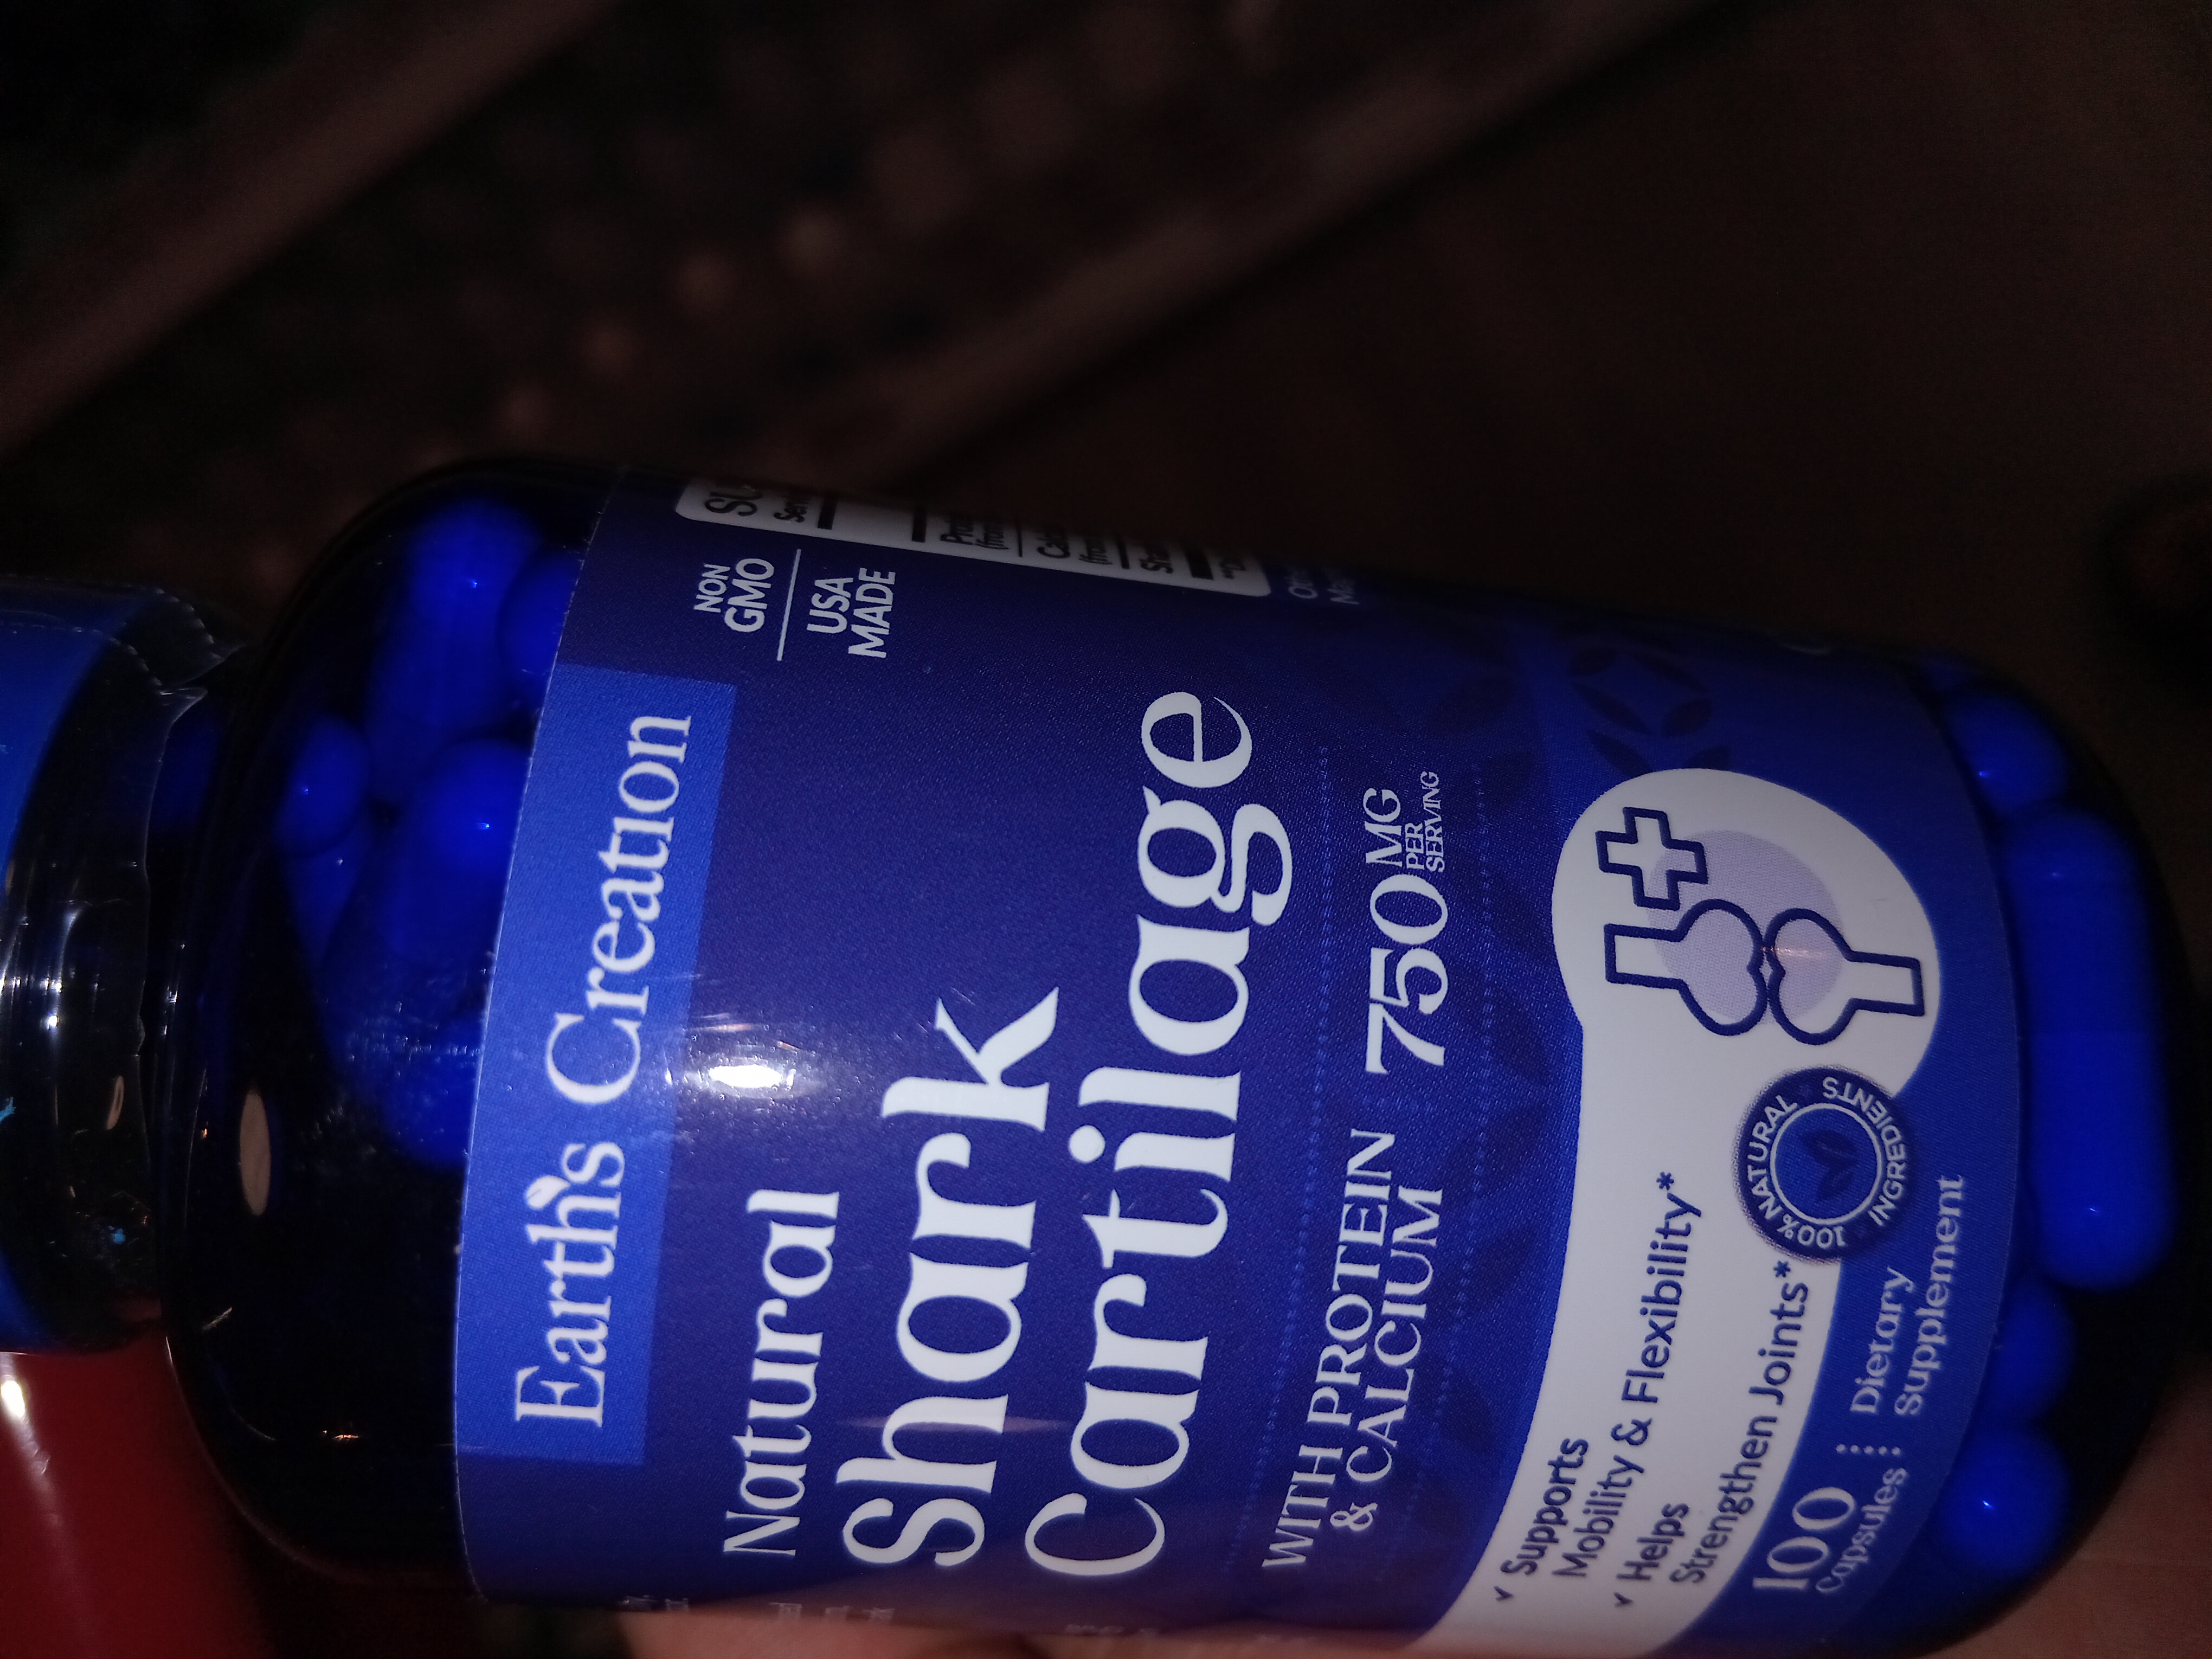 Earth's Creation
NON
GMO
USA
MADE
Natural
Shark
Cartilage
WITH PROTEIN
& CALCIUM
750 MG
PER
SERVING
✓ Supports
Mobility & Flexibility*
✓ Helps
Strengthen Joints*
100% NATURAL INGREDIENTS
100
Capsules
Dietary
Supplement